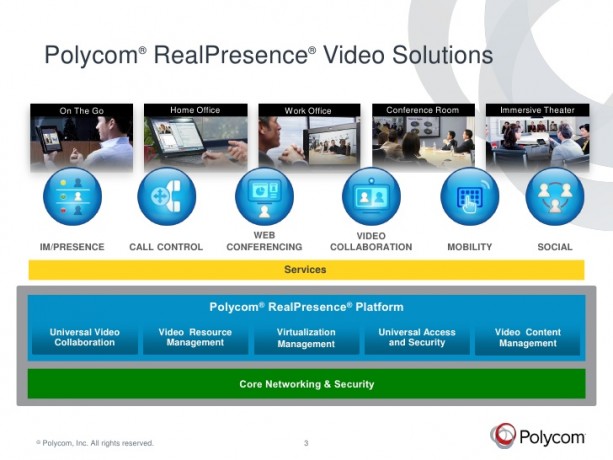 Polycom® RealPresence® Video Solutions
On The Go
Home Office
Work Office
Conference Room
Immersive Theater
IM/PRESENCE
CALL CONTROL
WEB
CONFERENCING
VIDEO
COLLABORATION
MOBILITY
SOCIAL
Services
Polycom® RealPresence® Platform
Universal Video
Collaboration
Video Resource
Management
Virtualization
Management
Universal Access
and Security
Video Content
Management
Core Networking & Security
© Polycom, Inc. All rights reserved.
3
Polycom